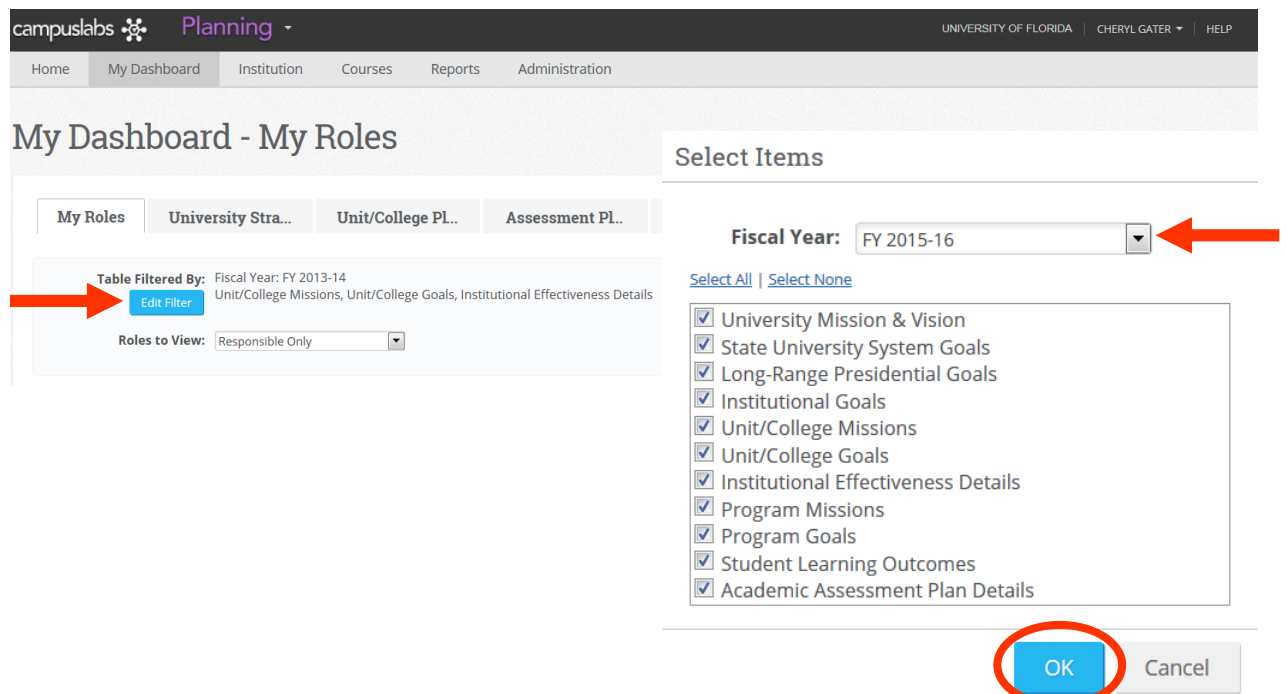 campuslabs Planning UNIVERSITY OF FLORIDA CHERYL GATER HELP
Home My Dashboard Institution Courses Reports Administration
My Dashboard - My Roles
My Roles University Stra... Unit/College Pl... Assessment Pl...
Table Filtered By: Fiscal Year: FY 2013-14
Unit/College Missions, Unit/College Goals, Institutional Effectiveness Details
Edit Filter
Roles to View: Responsible Only
Select Items
Fiscal Year: FY 2015-16
Select All | Select None
University Mission & Vision
State University System Goals
Long-Range Presidential Goals
Institutional Goals
Unit/College Missions
Unit/College Goals
Institutional Effectiveness Details
Program Missions
Program Goals
Student Learning Outcomes
Academic Assessment Plan Details
OK Cancel